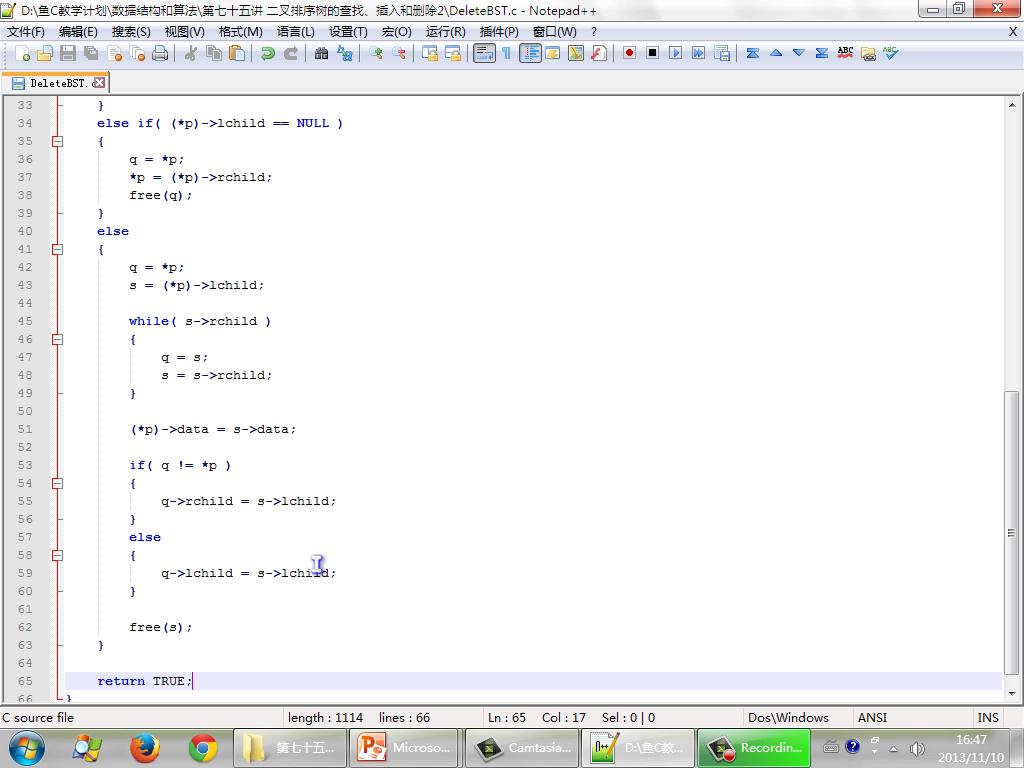 D:\鱼C教学计划\数据结构和算法\第七十五讲 二叉排序树的查找、插入和删除2\DeleteBST.c - Notepad++
文件(F) 编辑(E) 搜索(S) 视图(V) 格式(M) 语言(L) 设置(T) 宏(O) 运行(R) 插件(P) 窗口(W) ? X
ABC ABC
DeleteBST.c
33 }
34 else if( (*p)->lchild == NULL )
35 {
36 q = *p;
37 *p = (*p)->rchild;
38 free(q);
39 }
40 else
41 {
42 q = *p;
43 s = (*p)->lchild;
44
45 while( s->rchild )
46 {
47 q = s;
48 s = s->rchild;
49 }
50
51 (*p)->data = s->data;
52
53 if( q != *p )
54 {
55 q->rchild = s->lchild;
56 }
57 else
58 {
59 q->lchild = s->lchild;
60 }
61
62 free(s);
63 }
64
65 return TRUE;
66 }
C source file length : 1114 lines : 66 Ln : 65 Col : 17 Sel : 0 | 0 Dos\Windows ANSI INS
第七十五... Microso... Camtasia... D:\鱼C教... Recordin... 16:47
2013/11/10